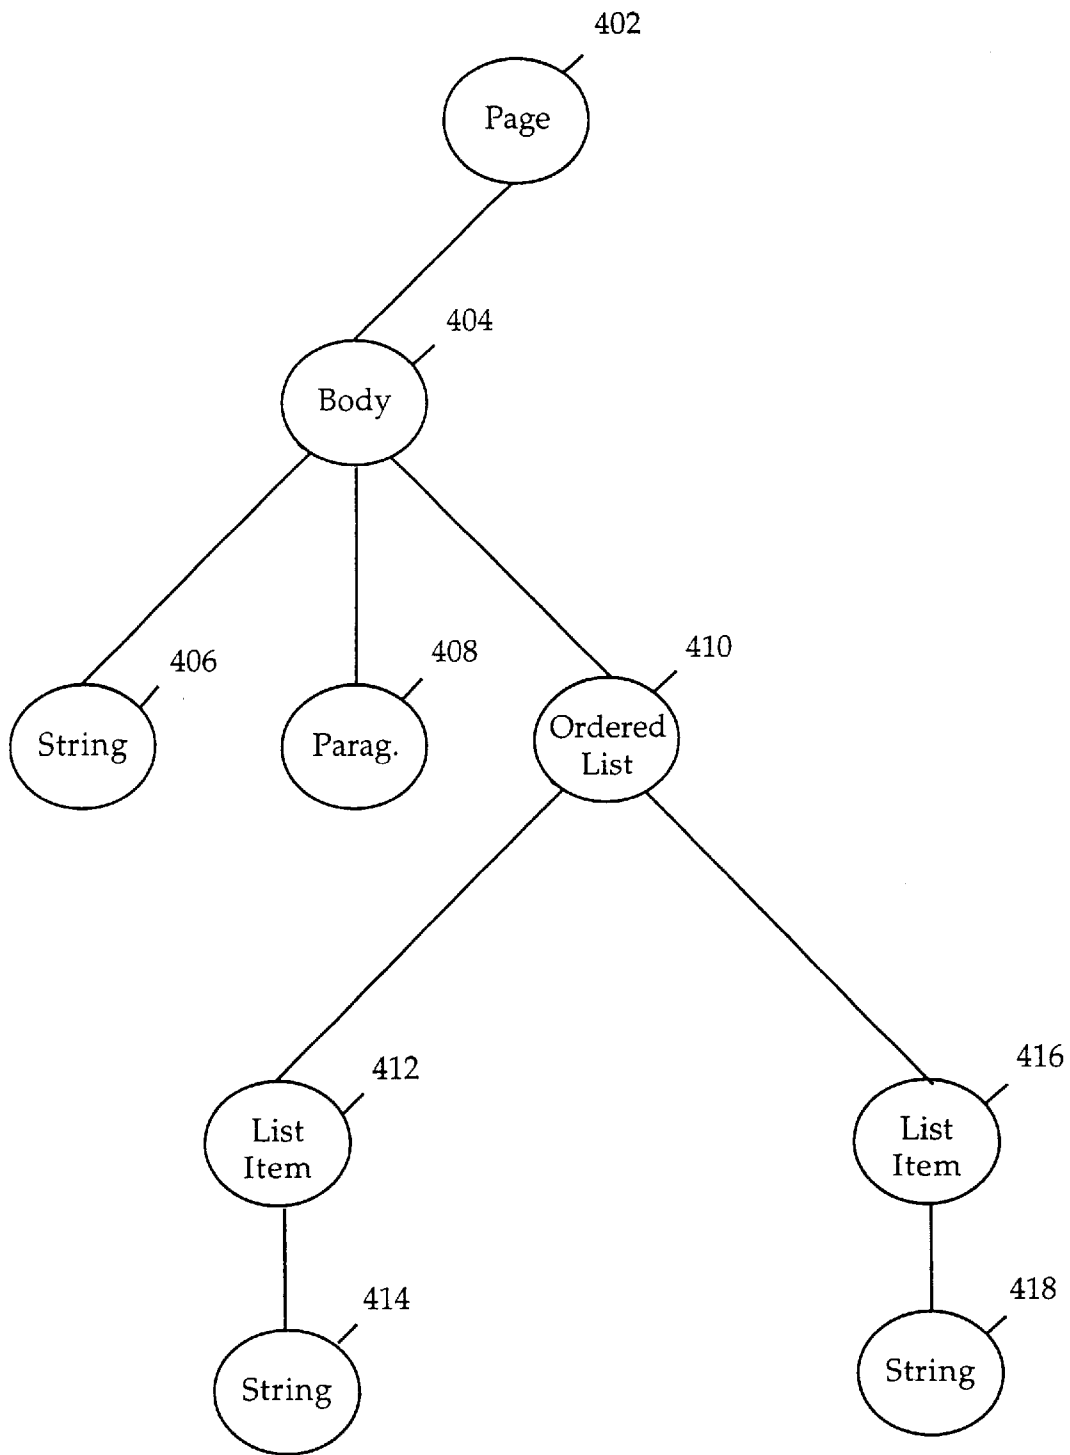 402
Page
404
Body
406
408
410
String
Parag.
Ordered
List
412
416
List
Item
List
Item
414
418
String
String